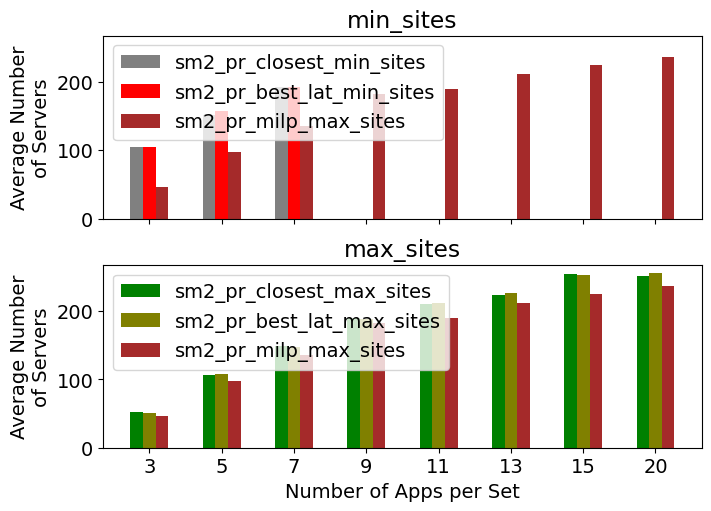 min_sites
Average Number
of Servers
200
100
0
sm2_pr_closest_min_sites
sm2_pr_best_lat_min_sites
sm2_pr_milp_max_sites
max_sites
Average Number
of Servers
200
100
0
sm2_pr_closest_max_sites
sm2_pr_best_lat_max_sites
sm2_pr_milp_max_sites
3 5 7 9 11 13 15 20
Number of Apps per Set